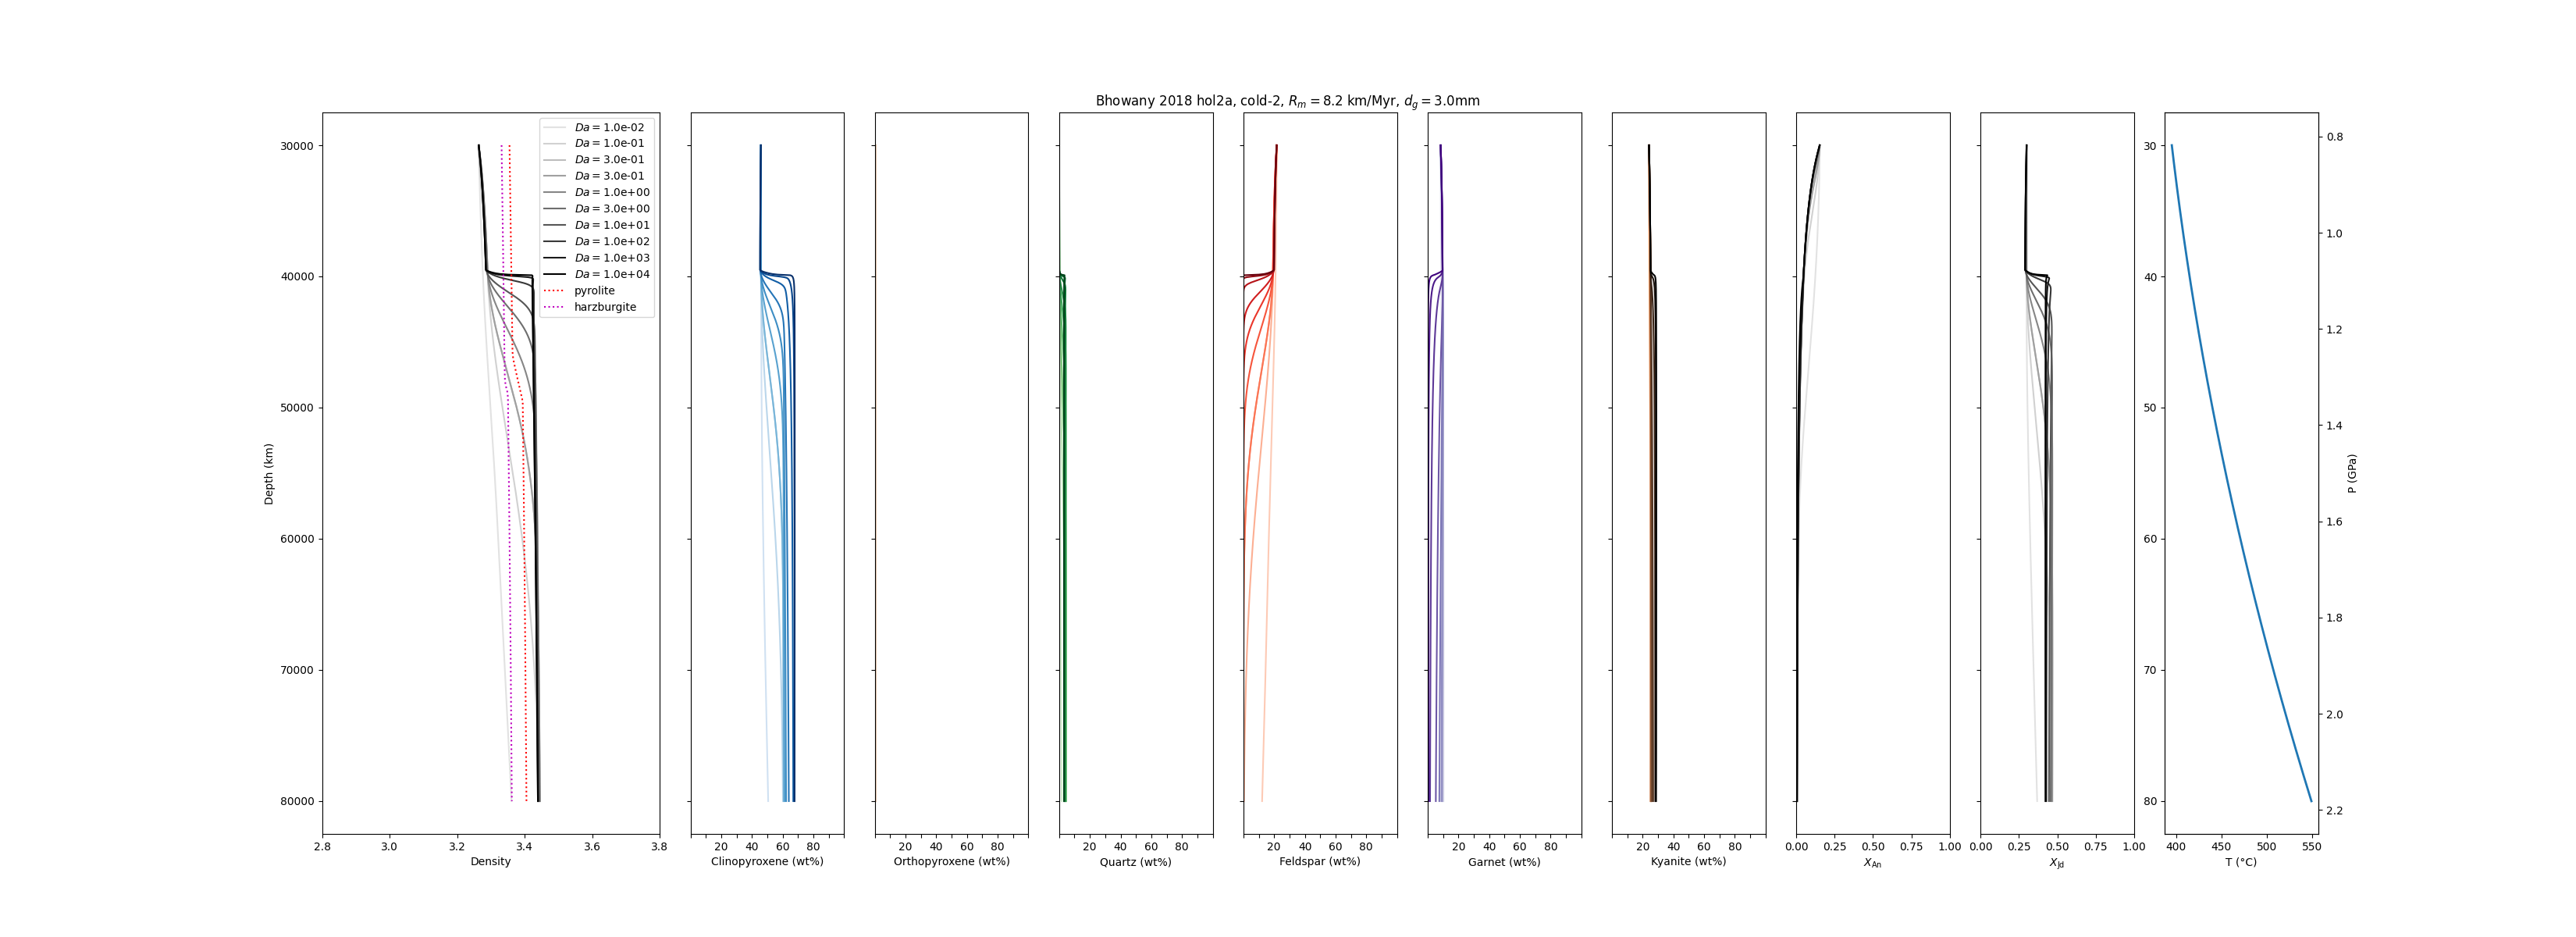 Bhowany 2018 hol2a, cold-2, $R_m = 8.2$ km/Myr, $d_g = 3.0$mm
Da = 1.0e-02
Da = 1.0e-01
Da = 3.0e-01
Da = 3.0e-01
Da = 1.0e+00
Da = 3.0e+00
Da = 1.0e+01
Da = 1.0e+02
Da = 1.0e+03
Da = 1.0e+04
pyrolite
harzburgite
Depth (km)
30000
40000
50000
60000
70000
80000
2.8 3.0 3.2 3.4 3.6 3.8
Density
20 40 60 80
Clinopyroxene (wt%)
20 40 60 80
Orthopyroxene (wt%)
20 40 60 80
Quartz (wt%)
20 40 60 80
Feldspar (wt%)
20 40 60 80
Garnet (wt%)
20 40 60 80
Kyanite (wt%)
0.00 0.25 0.50 0.75 1.00
$X_{An}$
0.00 0.25 0.50 0.75 1.00
$X_{Jd}$
30
40
50
60
70
80
400 450 500 550
T (°C)
0.8
1.0
1.2
1.4
1.6
1.8
2.0
2.2
P (GPa)